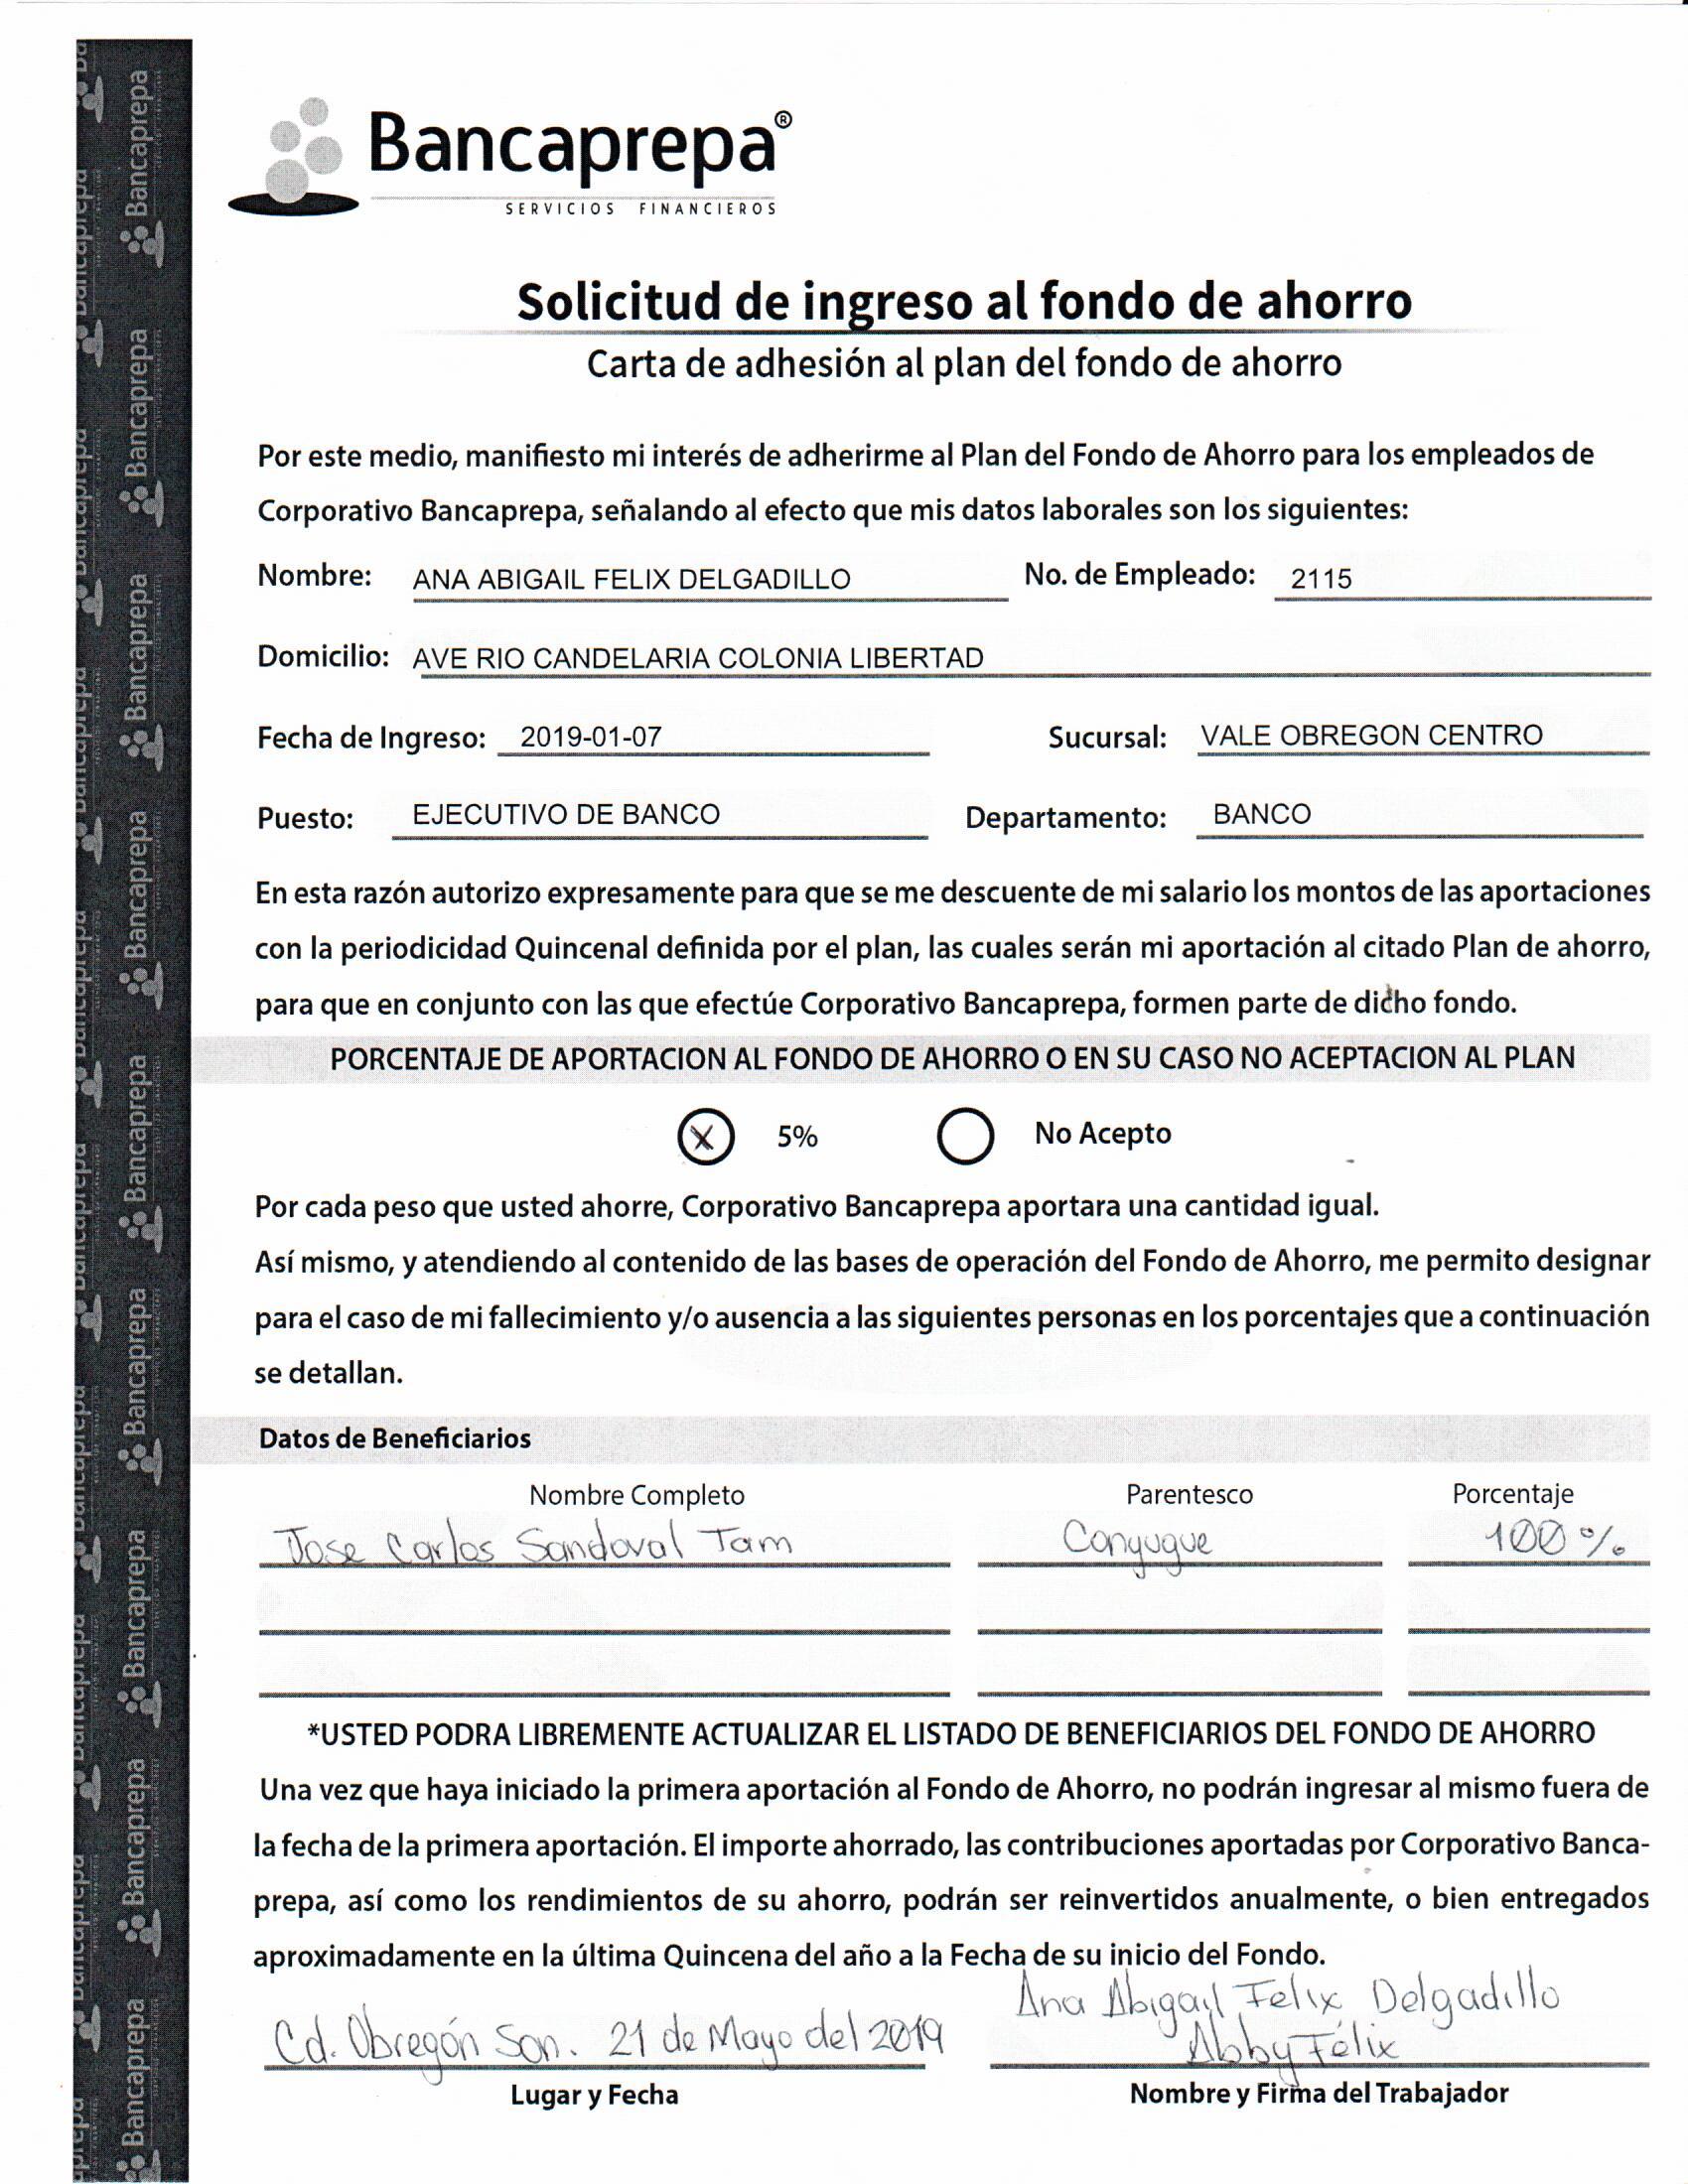 Bancaprepa®
SERVICIOS FINANCIEROS
Solicitud de ingreso al fondo de ahorro
Carta de adhesión al plan del fondo de ahorro
Por este medio, manifiesto mi interés de adherirme al Plan del Fondo de Ahorro para los empleados de
Corporativo Bancaprepa, señalando al efecto que mis datos laborales son los siguientes:
Nombre: ANA ABIGAIL FELIX DELGADILLO No. de Empleado: 2115
Domicilio: AVE RIO CANDELARIA COLONIA LIBERTAD
Fecha de Ingreso: 2019-01-07 Sucursal: VALE OBREGON CENTRO
Puesto: EJECUTIVO DE BANCO Departamento: BANCO
En esta razón autorizo expresamente para que se me descuente de mi salario los montos de las aportaciones
con la periodicidad Quincenal definida por el plan, las cuales serán mi aportación al citado Plan de ahorro,
para que en conjunto con las que efectúe Corporativo Bancaprepa, formen parte de dicho fondo.
PORCENTAJE DE APORTACION AL FONDO DE AHORRO O EN SU CASO NO ACEPTACION AL PLAN
X 5% No Acepto
Por cada peso que usted ahorre, Corporativo Bancaprepa aportara una cantidad igual.
Así mismo, y atendiendo al contenido de las bases de operación del Fondo de Ahorro, me permito designar
para el caso de mi fallecimiento y/o ausencia a las siguientes personas en los porcentajes que a continuación
se detallan.
Datos de Beneficiarios
Nombre Completo Parentesco Porcentaje
Jose Carlos Sandoval Tam Conyugue 100%
*USTED PODRA LIBREMENTE ACTUALIZAR EL LISTADO DE BENEFICIARIOS DEL FONDO DE AHORRO
Una vez que haya iniciado la primera aportación al Fondo de Ahorro, no podrán ingresar al mismo fuera de
la fecha de la primera aportación. El importe ahorrado, las contribuciones aportadas por Corporativo Banca-
prepa, así como los rendimientos de su ahorro, podrán ser reinvertidos anualmente, o bien entregados
aproximadamente en la última Quincena del año a la Fecha de su inicio del Fondo.
Ana Abigail Felix Delgadillo
Cd. Obregón Son. 21 de Mayo del 2019 Abby Félix
Lugar y Fecha Nombre y Firma del Trabajador